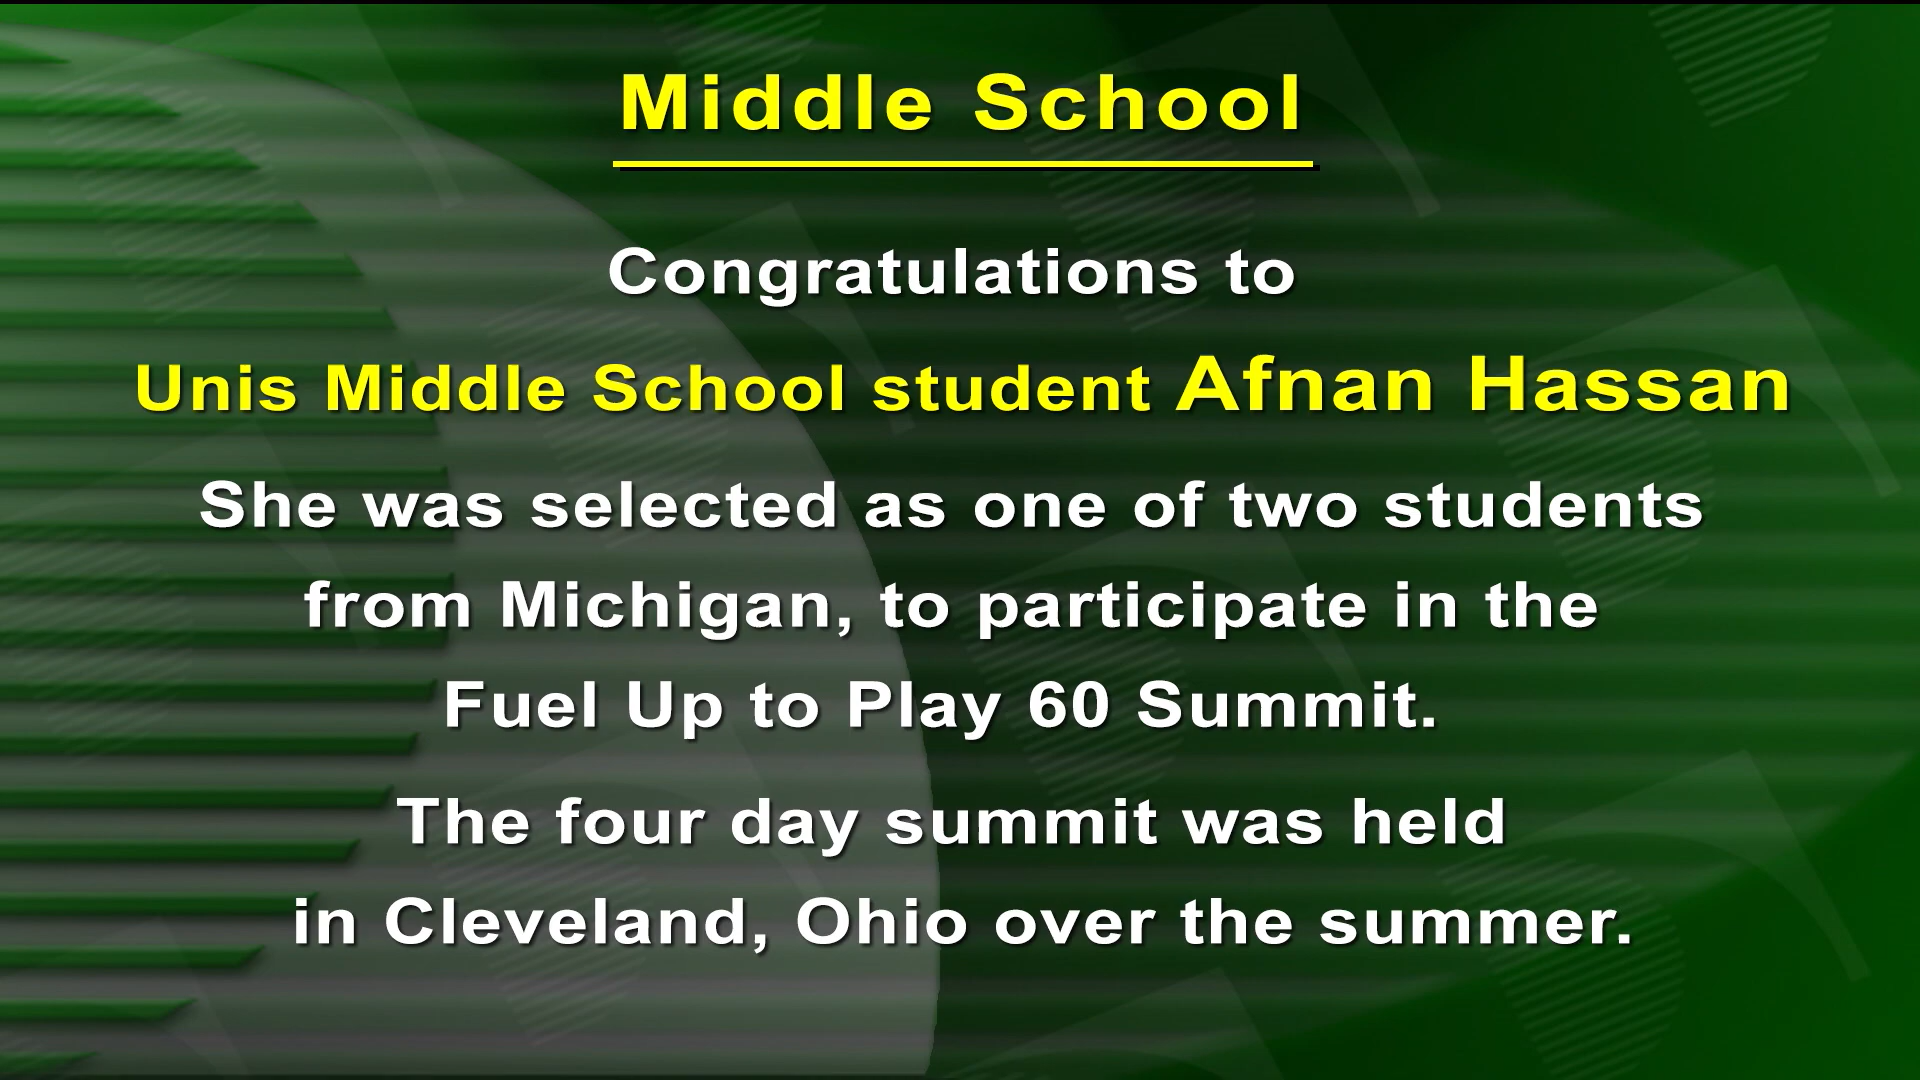 Middle School
Congratulations to
Unis Middle School student Afnan Hassan
She was selected as one of two students
from Michigan, to participate in the
Fuel Up to Play 60 Summit.
The four day summit was held
in Cleveland, Ohio over the summer.